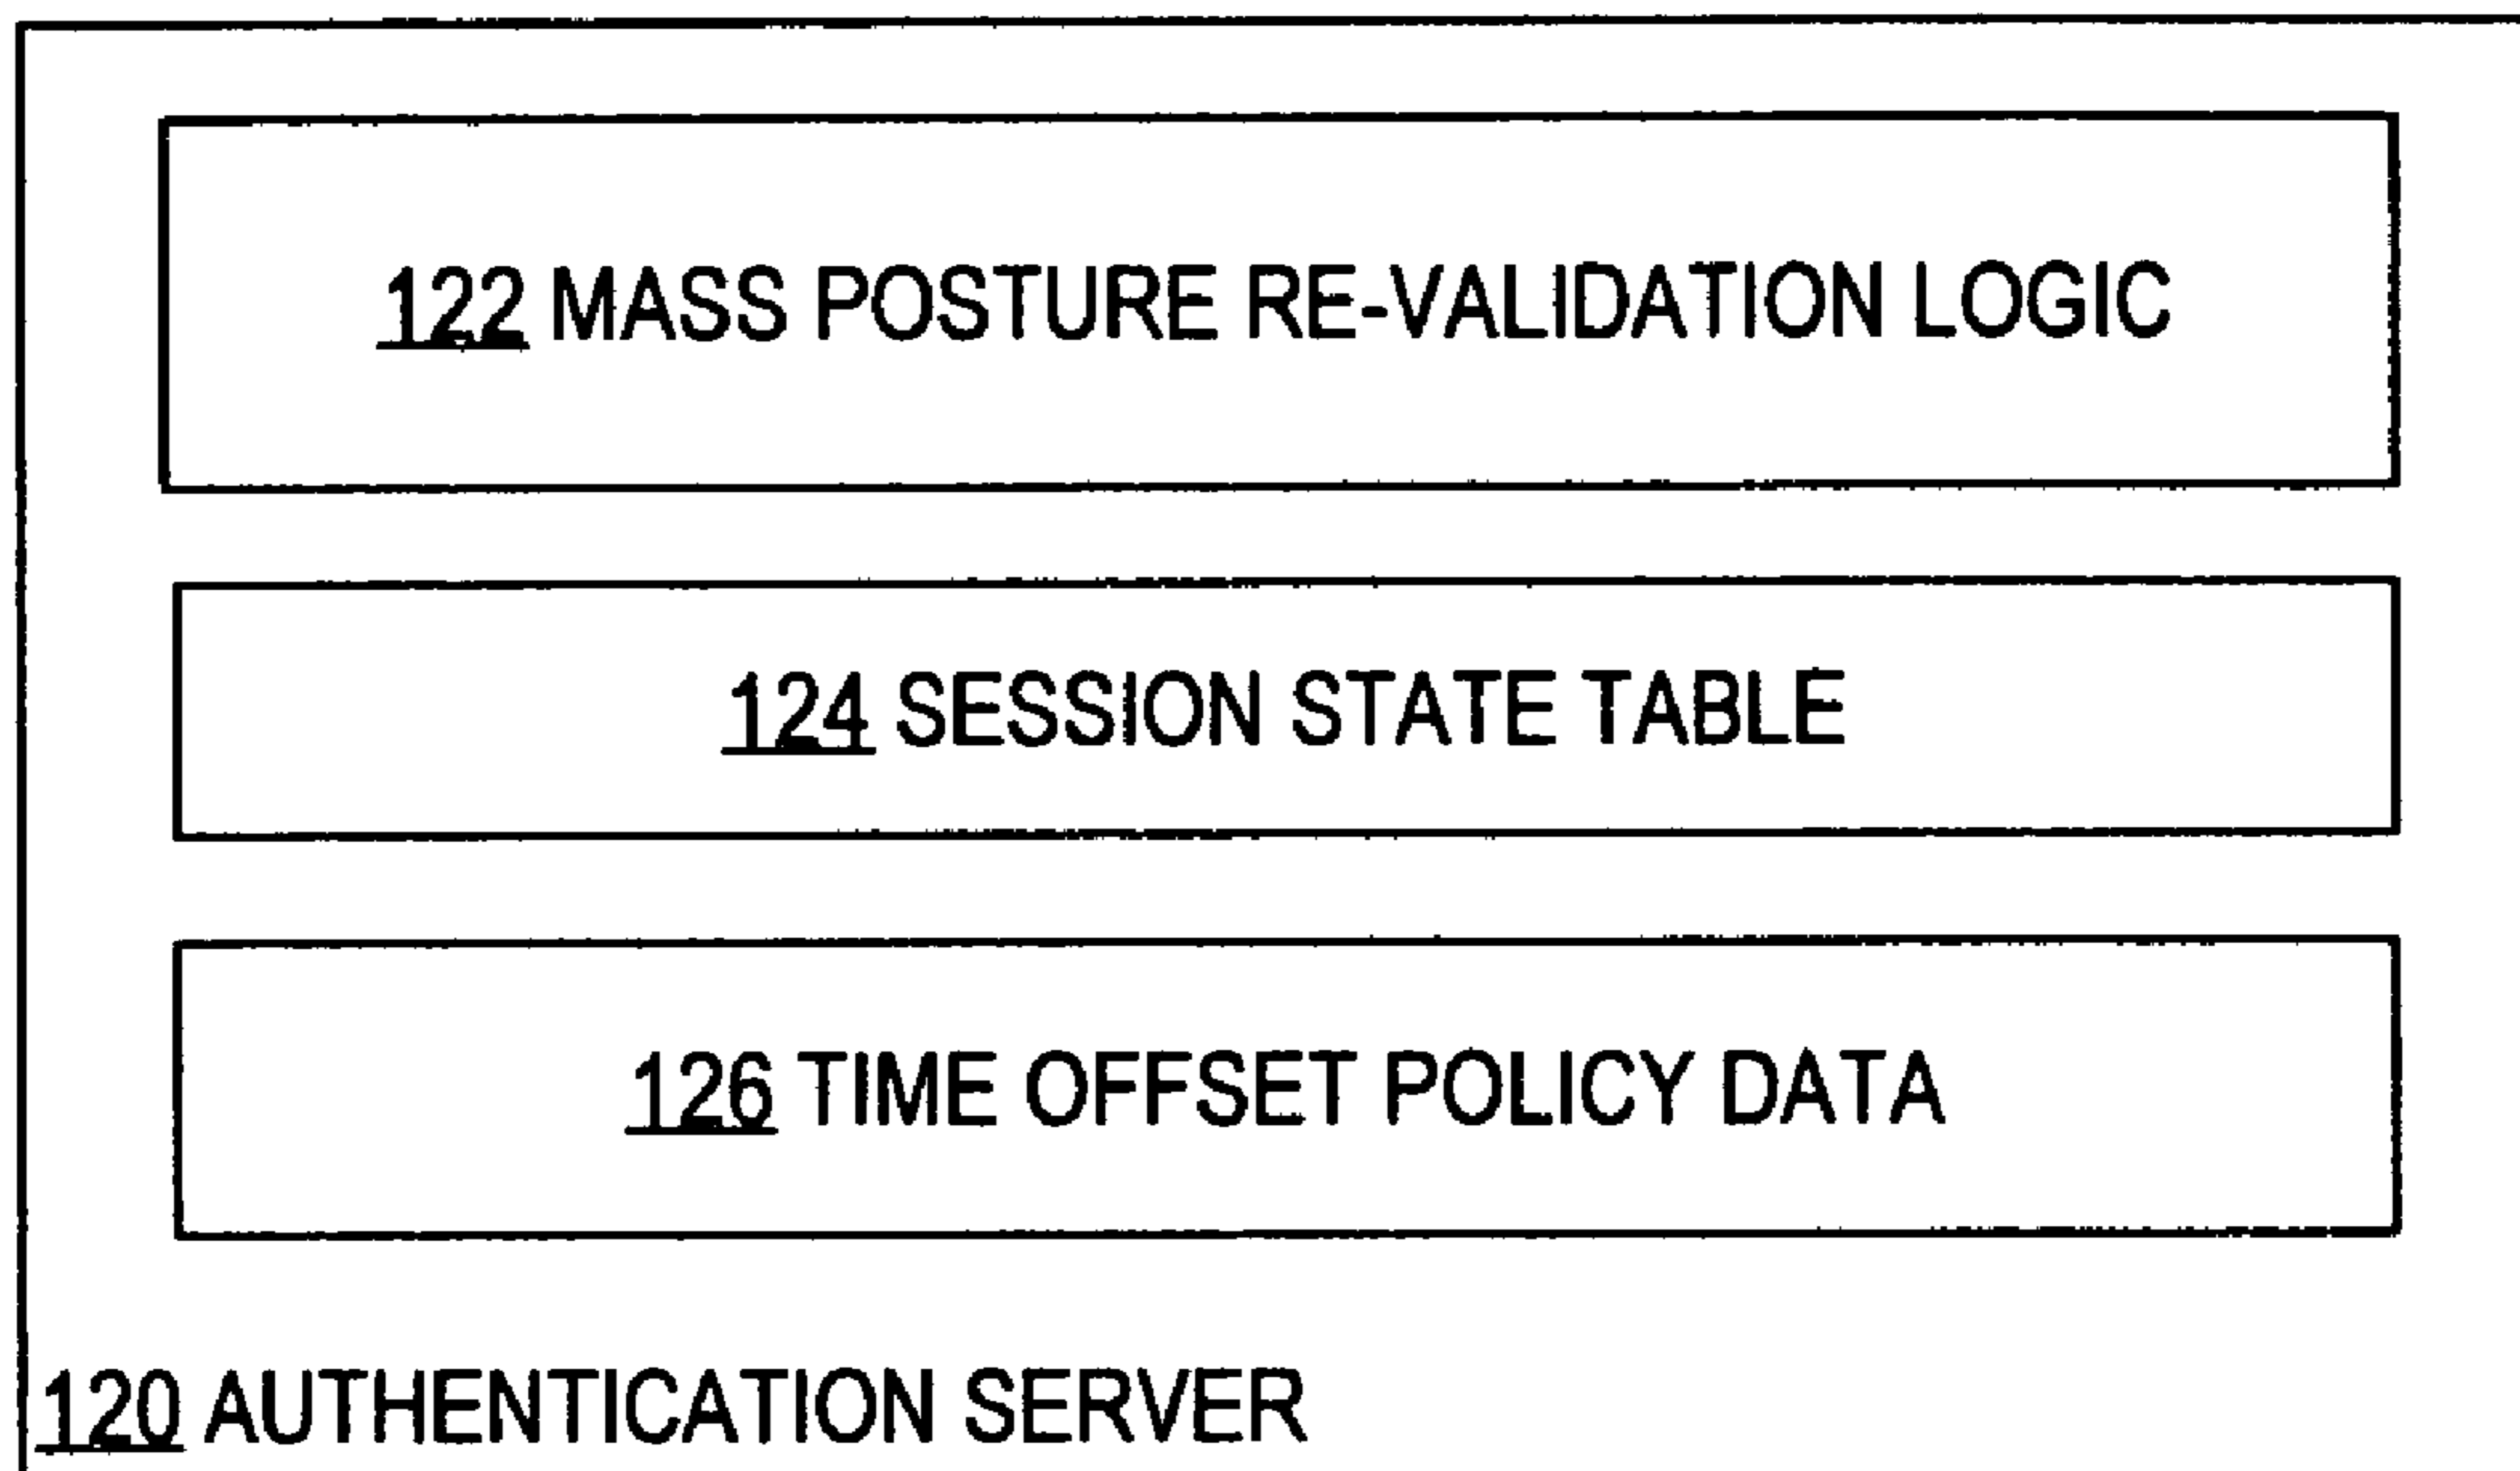 122 MASS POSTURE RE-VALIDATION LOGIC
124 SESSION STATE TABLE
126 TIME OFFSET POLICY DATA
120 AUTHENTICATION SERVER